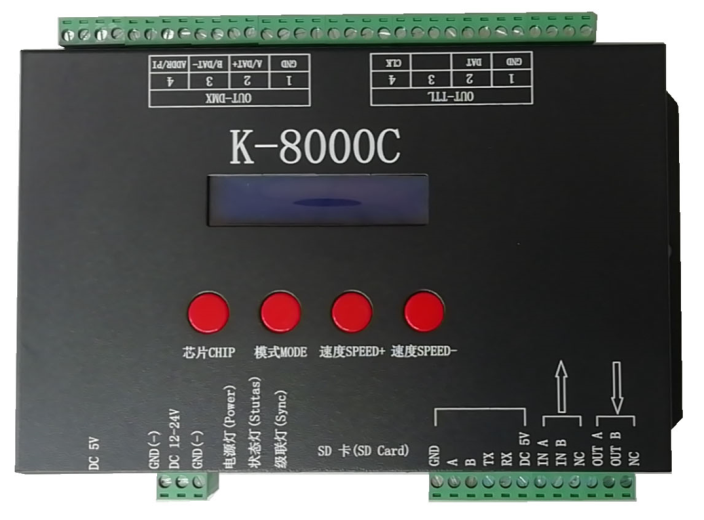 ADDR/PI B/DAT- A/DAT+ GND
4 3 2 1
OUT-DMX
CLK DAT GND
4 3 2 1
OUT-TTL
K-8000C
芯片CHIP 模式MODE 速度SPEED+ 速度SPEED-
DC 5V
GND(-)
DC 12-24V
GND(-)
电源灯(Power)
状态灯(Stutas)
级联灯(Sync)
SD 卡(SD Card)
GND
A
B
TX
RX
DC 5V
IN A
IN B
NC
OUT A
OUT B
NC